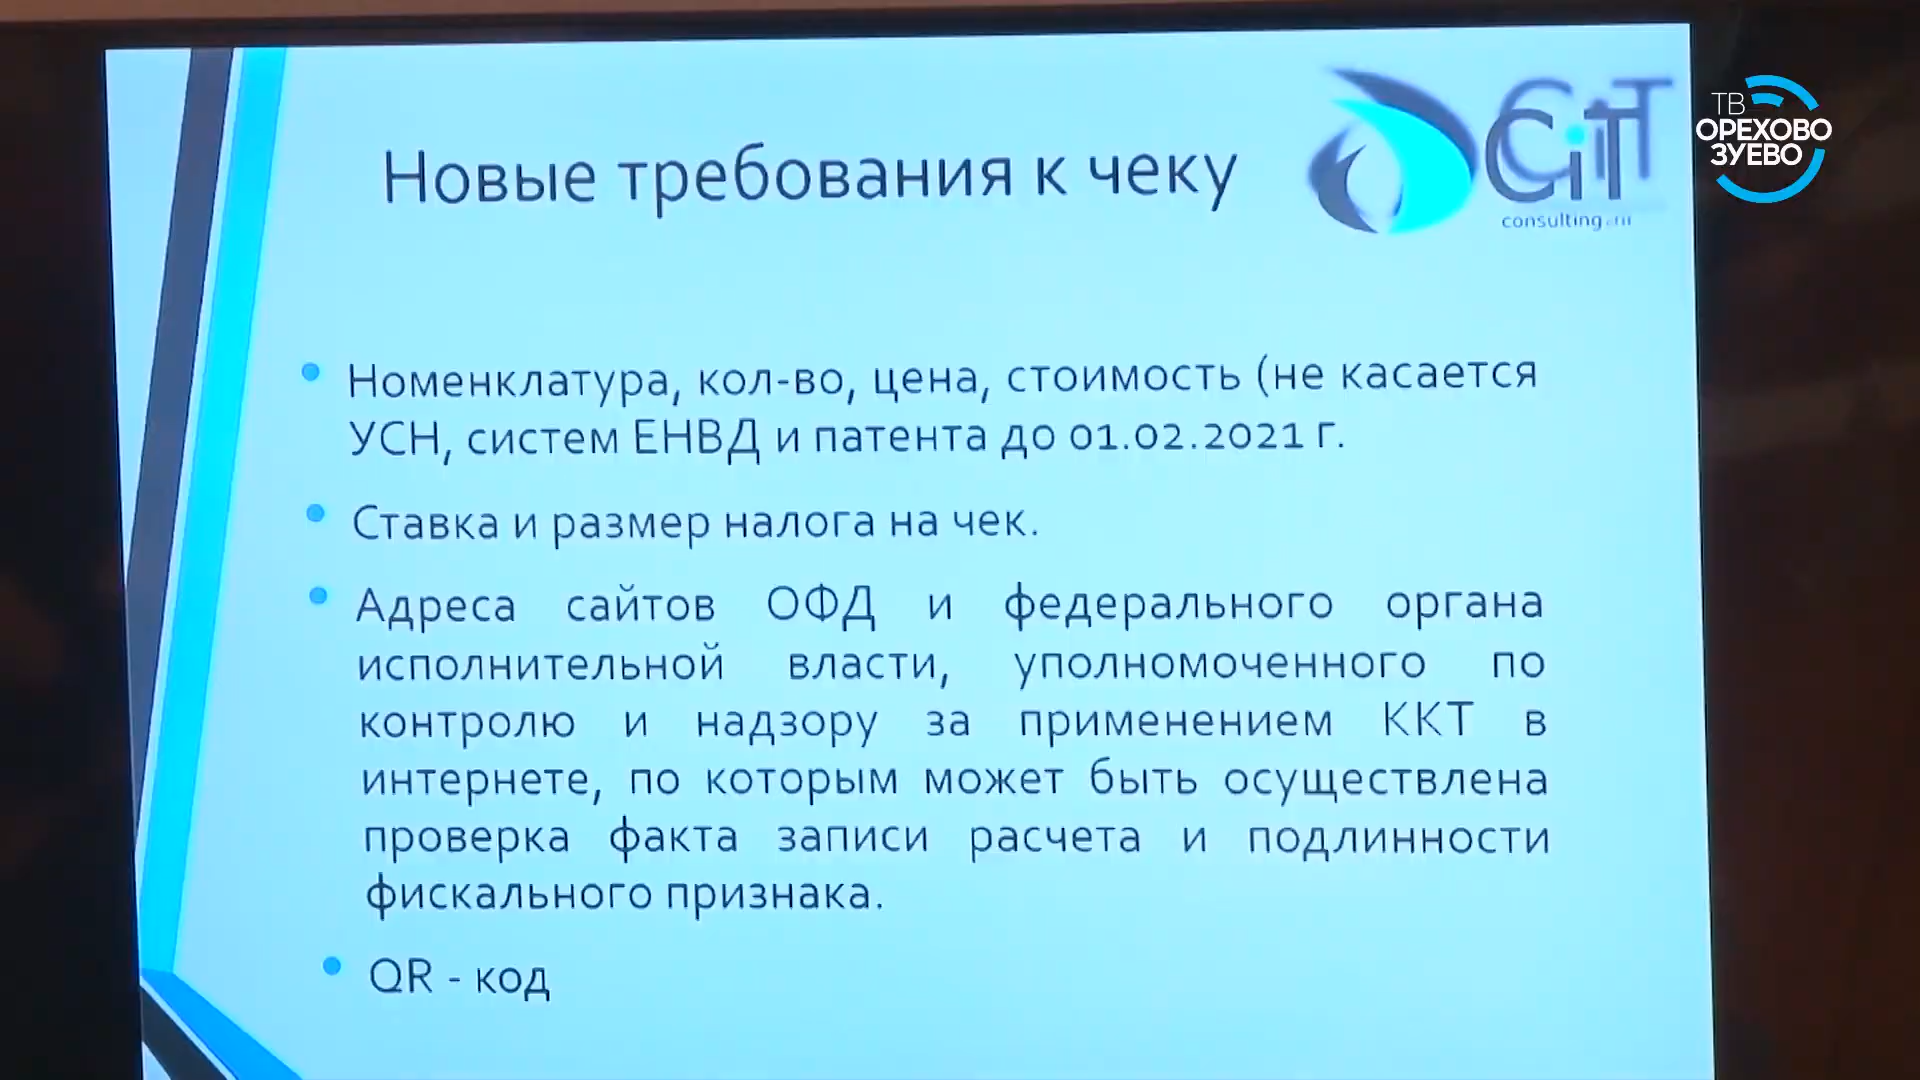 Новые требования к чеку
CiT
consulting.ru
ТВ
ОРЕХОВО
ЗУЕВО
Номенклатура, кол-во, цена, стоимость (не касается
УСН, систем ЕНВД и патента до 01.02.2021 г.
Ставка и размер налога на чек.
Адреса сайтов ОФД и федерального органа
исполнительной власти, уполномоченного по
контролю и надзору за применением ККТ в
интернете, по которым может быть осуществлена
проверка факта записи расчета и подлинности
фискального признака.
QR - код